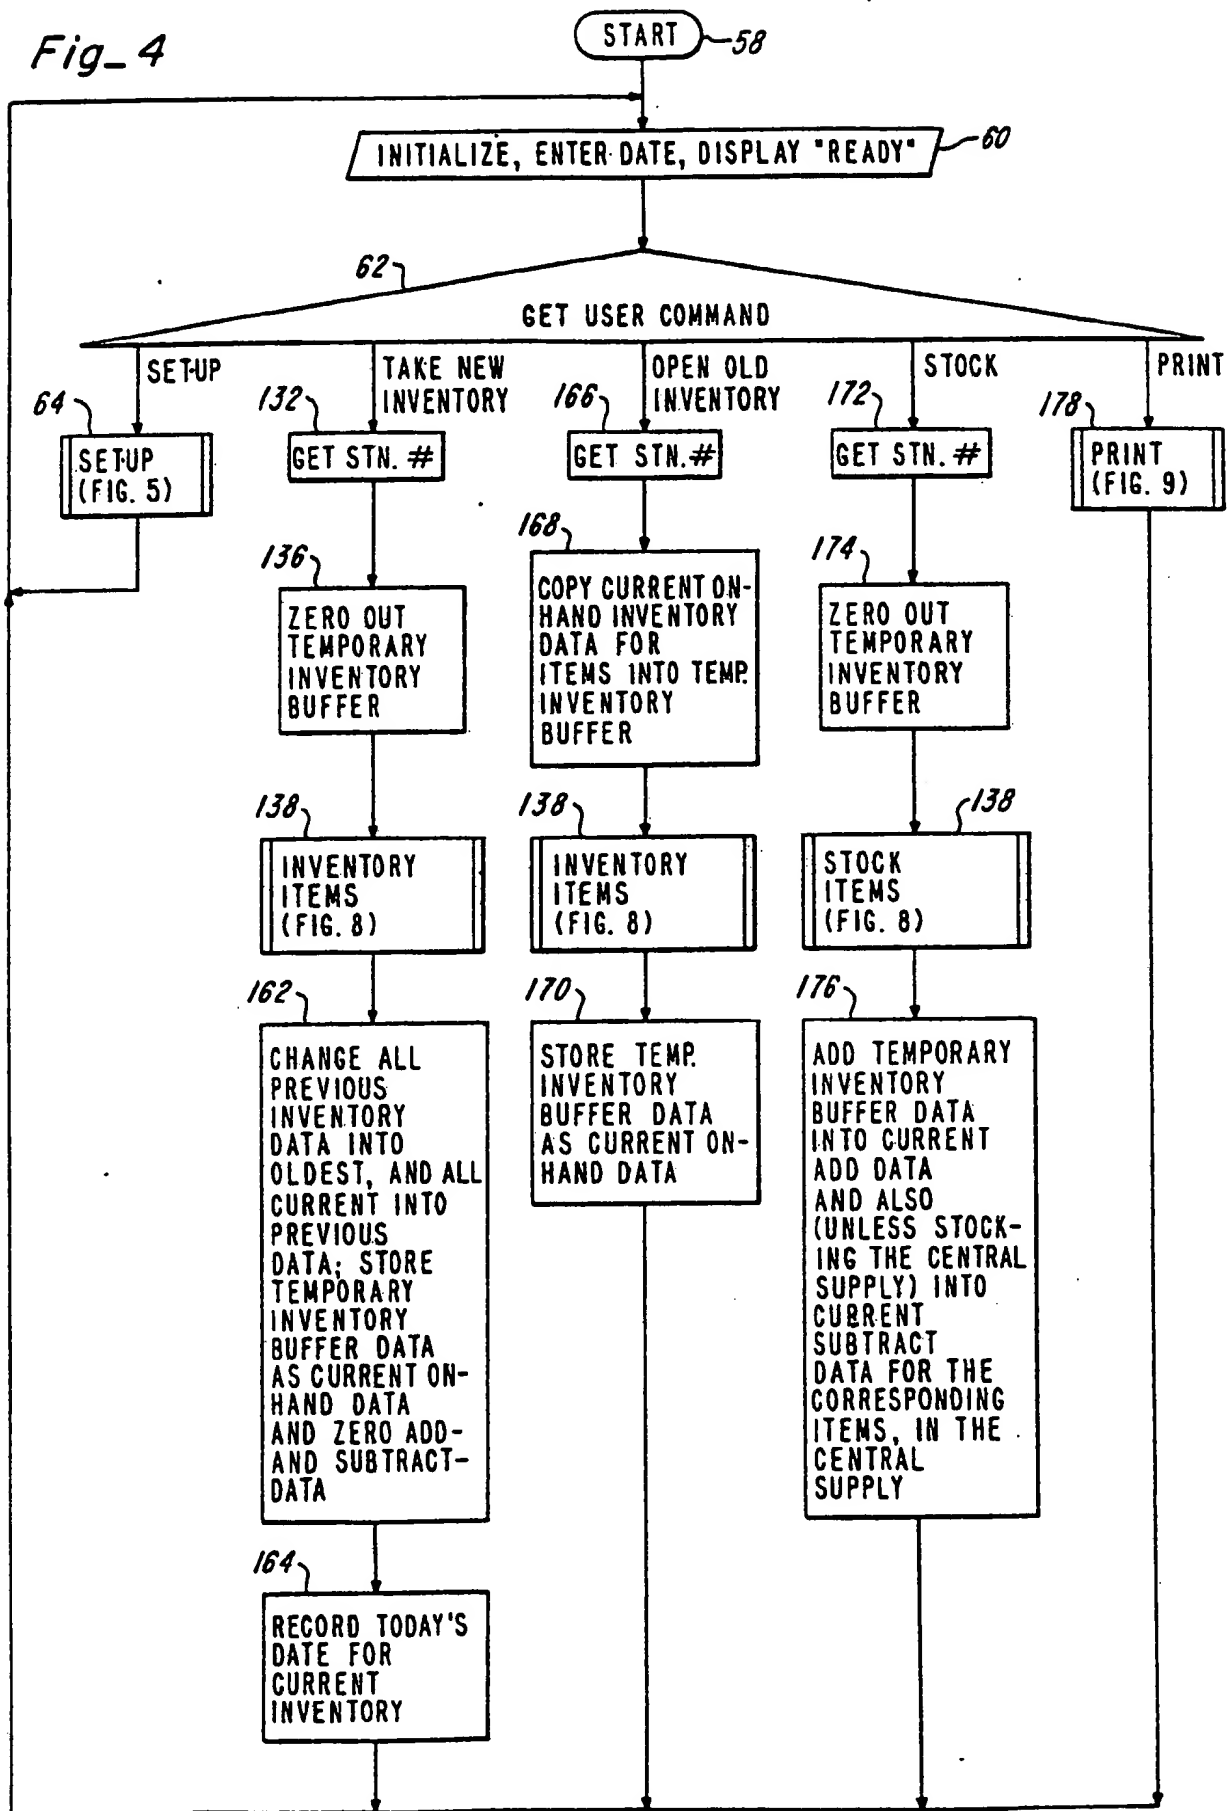 Fig_4
START
58
INITIALIZE, ENTER DATE, DISPLAY "READY"
60
62
GET USER COMMAND
SET-UP
TAKE NEW
INVENTORY
OPEN OLD
INVENTORY
STOCK
PRINT
64
SET-UP
(FIG. 5)
132
GET STN. #
166
GET STN. #
172
GET STN. #
178
PRINT
(FIG. 9)
136
ZERO OUT
TEMPORARY
INVENTORY
BUFFER
168
COPY CURRENT ON-
HAND INVENTORY
DATA FOR
ITEMS INTO TEMP.
INVENTORY
BUFFER
174
ZERO OUT
TEMPORARY
INVENTORY
BUFFER
138
INVENTORY
ITEMS
(FIG. 8)
138
INVENTORY
ITEMS
(FIG. 8)
138
STOCK
ITEMS
(FIG. 8)
162
CHANGE ALL
PREVIOUS
INVENTORY
DATA INTO
OLDEST, AND ALL
CURRENT INTO
PREVIOUS
DATA; STORE
TEMPORARY
INVENTORY
BUFFER DATA
AS CURRENT ON-
HAND DATA
AND ZERO ADD-
AND SUBTRACT-
DATA
170
STORE TEMP.
INVENTORY
BUFFER DATA
AS CURRENT ON-
HAND DATA
176
ADD TEMPORARY
INVENTORY
BUFFER DATA
INTO CURRENT
ADD DATA
AND ALSO
(UNLESS STOCK-
ING THE CENTRAL
SUPPLY) INTO
CURRENT
SUBTRACT
DATA FOR THE
CORRESPONDING
ITEMS, IN THE
CENTRAL
SUPPLY
164
RECORD TODAY'S
DATE FOR
CURRENT
INVENTORY